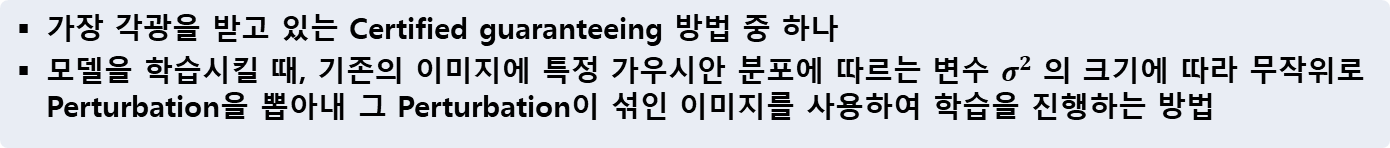 ▪ 가장 각광을 받고 있는 Certified guaranteeing 방법 중 하나
▪ 모델을 학습시킬 때, 기존의 이미지에 특정 가우시안 분포에 따르는 변수 σ² 의 크기에 따라 무작위로
Perturbation을 뽑아내 그 Perturbation이 섞인 이미지를 사용하여 학습을 진행하는 방법